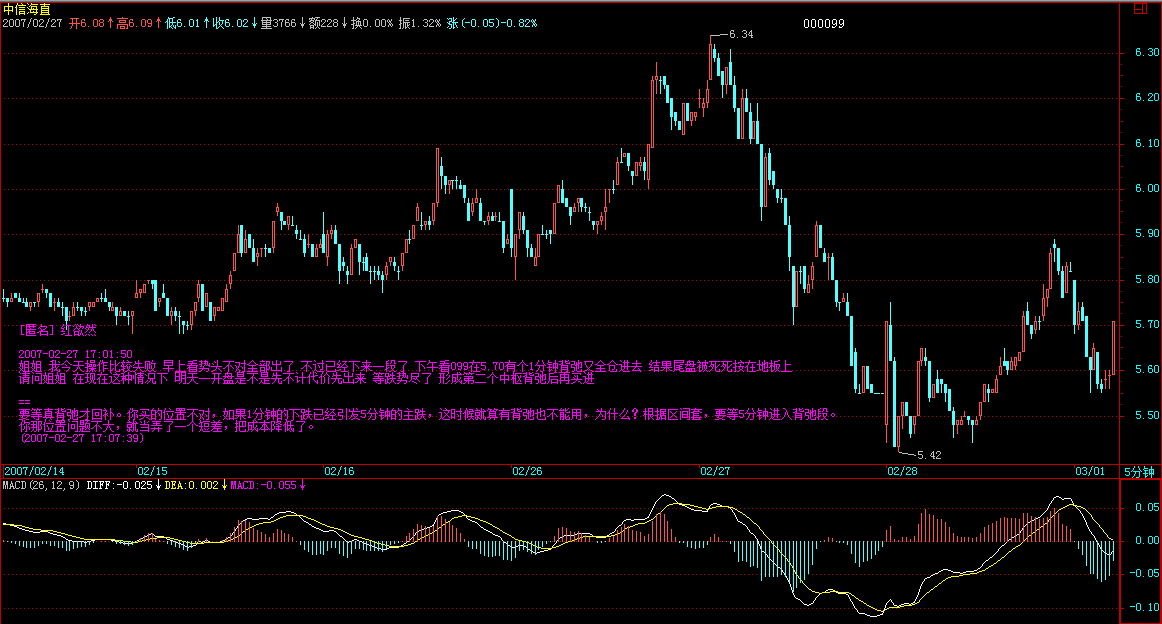 中信海直
2007/02/27 开6.08↑高6.09↑低6.01↑收6.02↓量3766↓额228↓换0.00% 振1.32% 涨(-0.05)-0.82%
000099
6.34
6.30
6.20
6.10
6.00
5.90
5.80
5.70
5.60
5.50
5.42
[匿名] 红欲然
2007-02-27 17:01:50
姐姐 我今天操作比较失败 早上看势头不对全部出了 不过已经下来一段了 下午看099在5.70有个1分钟背弛又全仓进去 结果尾盘被死死按在地板上
请问姐姐 在现在这种情况下 明天一开盘是不是先不计代价先出来 等跌势尽了 形成第二个中枢背弛后再买进
==
要等真背弛才回补。你买的位置不对，如果1分钟的下跌已经引发5分钟的主跌，这时候就算有背弛也不能用，为什么？根据区间套，要等5分钟进入背弛段。
你那位置问题不大，就当弄了一个短差，把成本降低了。
(2007-02-27 17:07:39)
2007/02/14 02/15 02/16 02/26 02/27 02/28 03/01 5分钟
MACD(26,12,9) DIFF:-0.025↓DEA:0.002↓MACD:-0.055↓
0.05
0.00
-0.05
-0.10